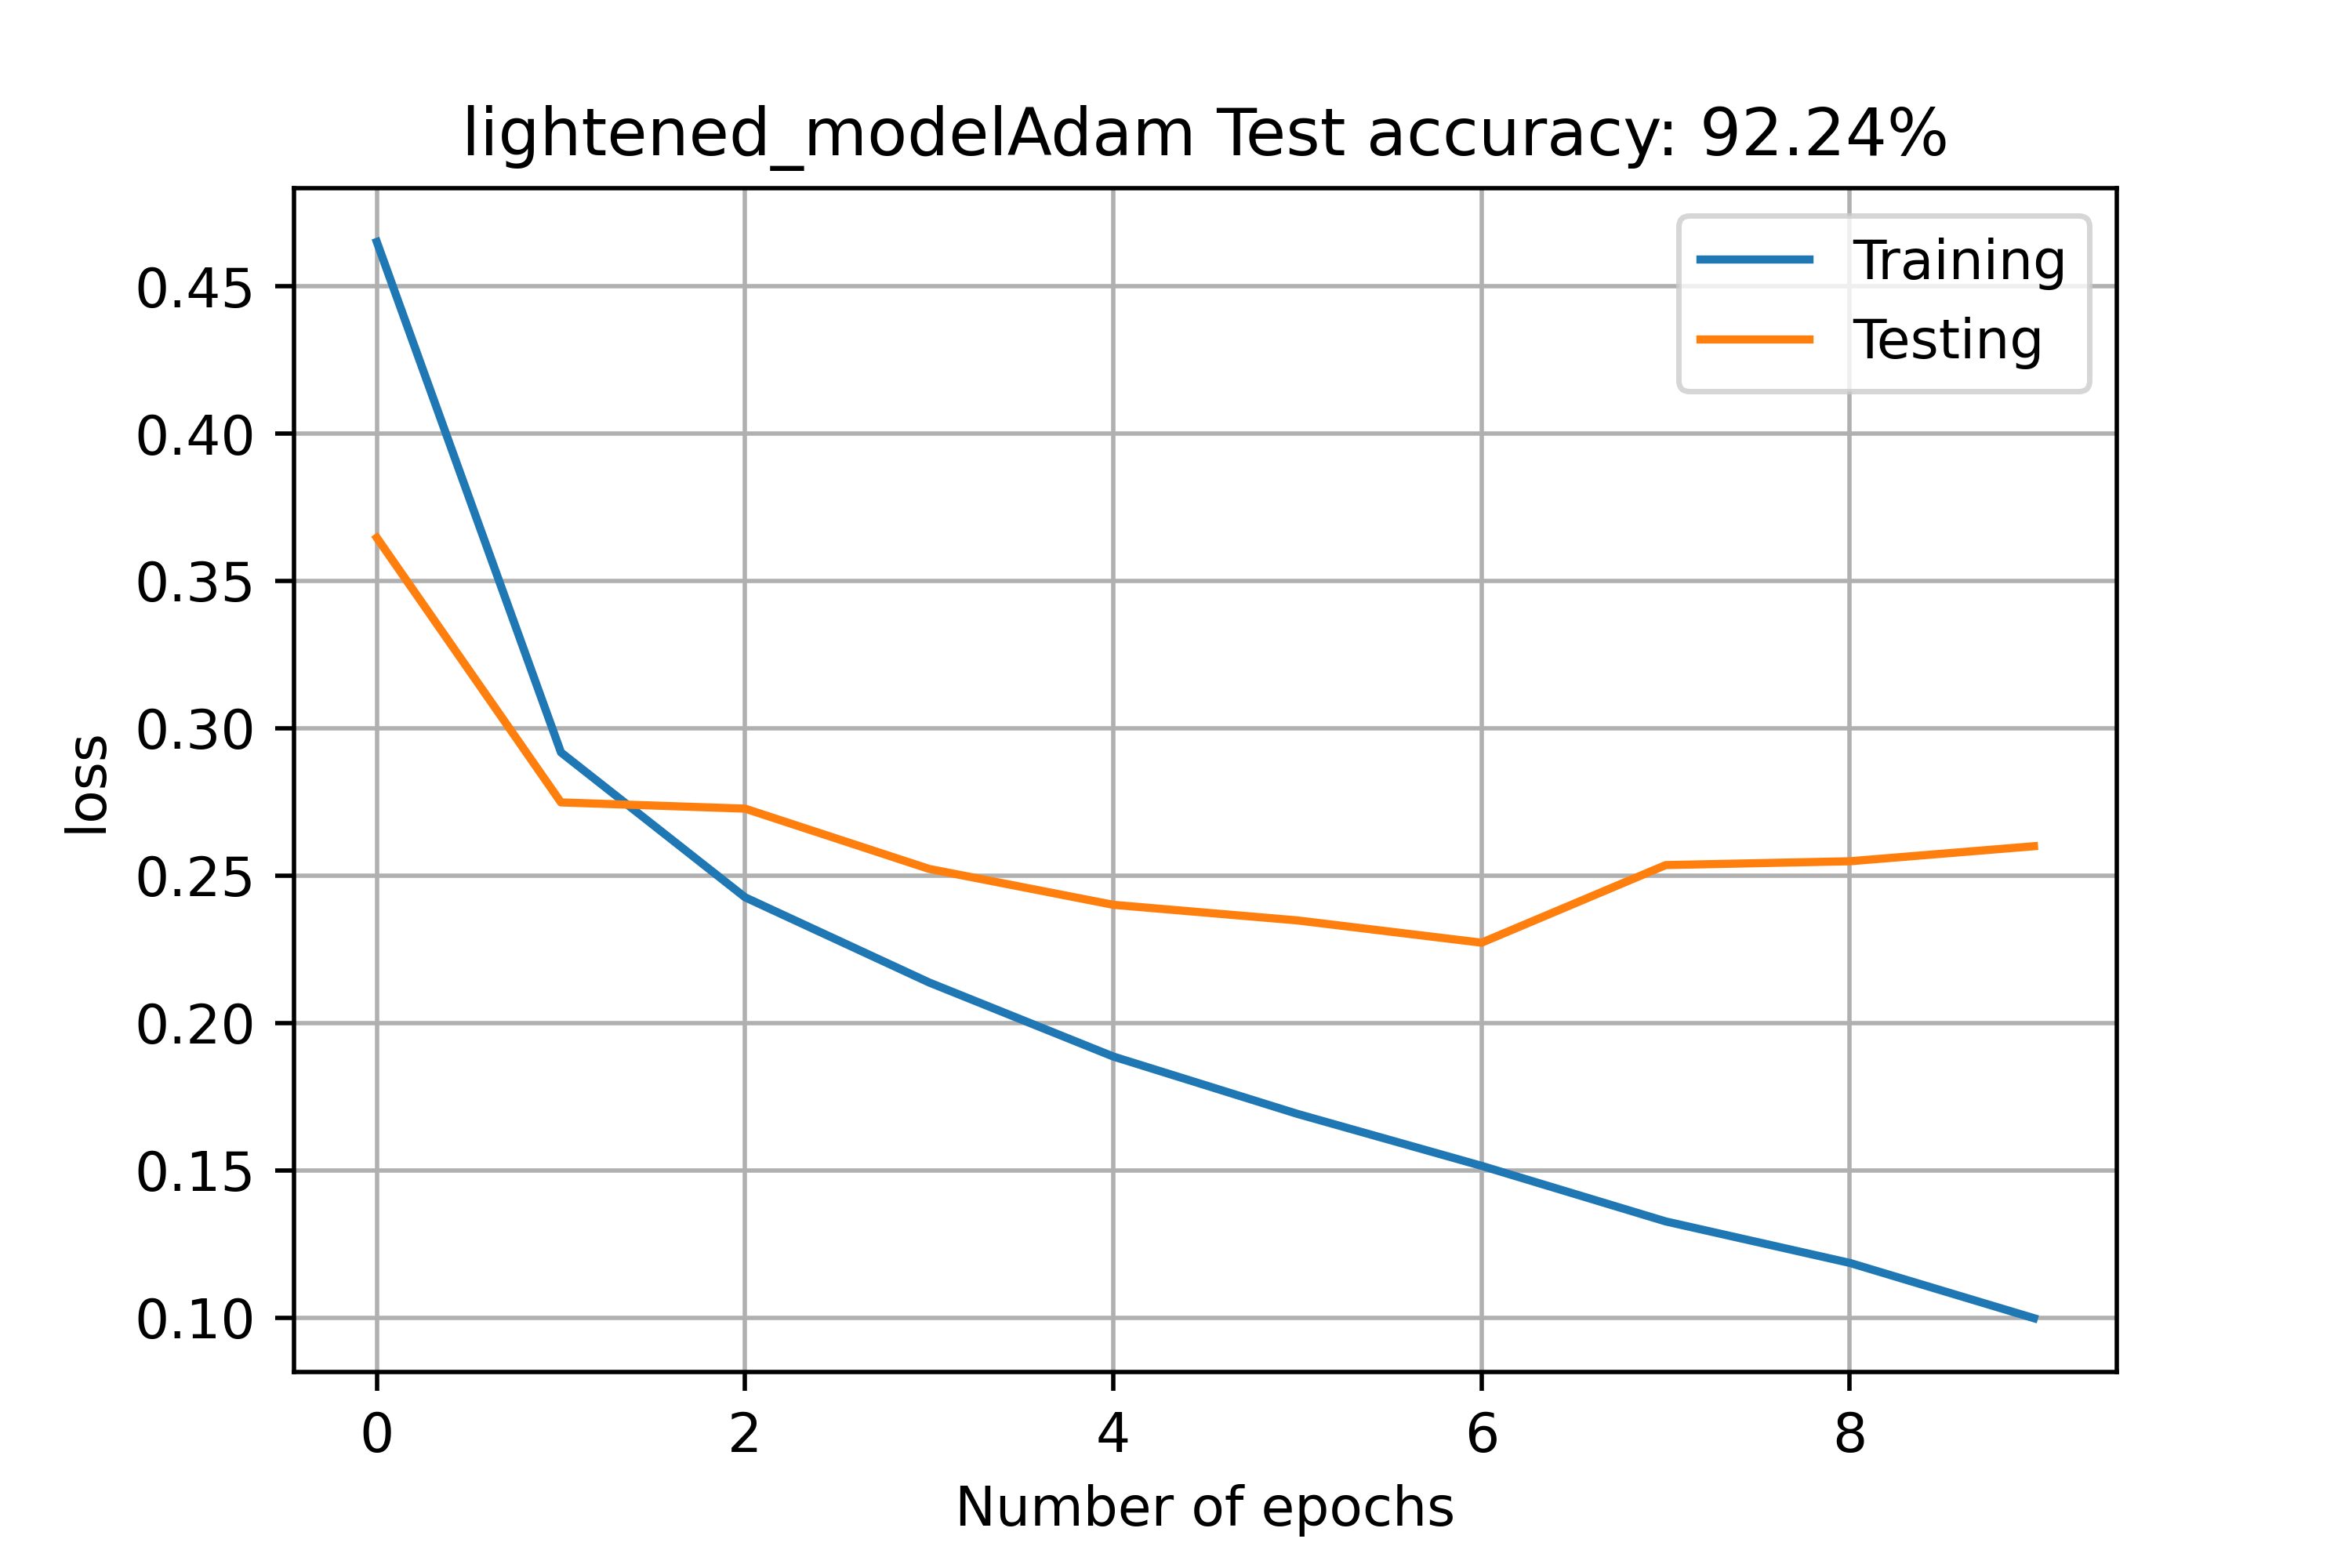 lightened_modelAdam Test accuracy: 92.24%
Training
Testing
0.45
0.40
0.35
0.30
0.25
0.20
0.15
0.10
loss
0 2 4 6 8
Number of epochs